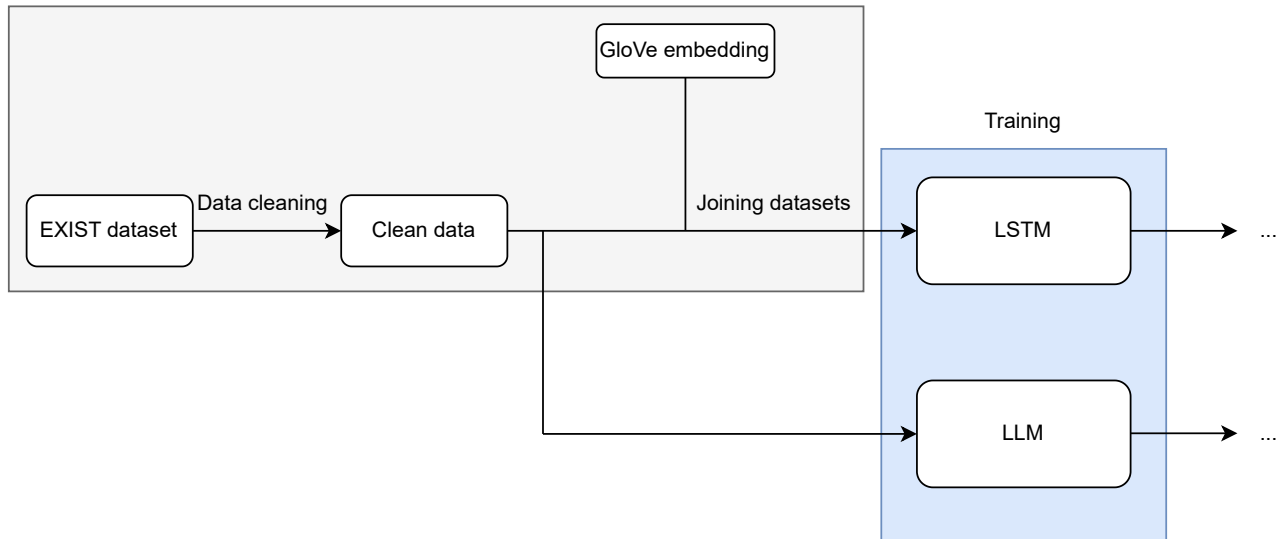 GloVe embedding
Training
Data cleaning
Joining datasets
EXIST dataset
Clean data
LSTM
...
LLM
...